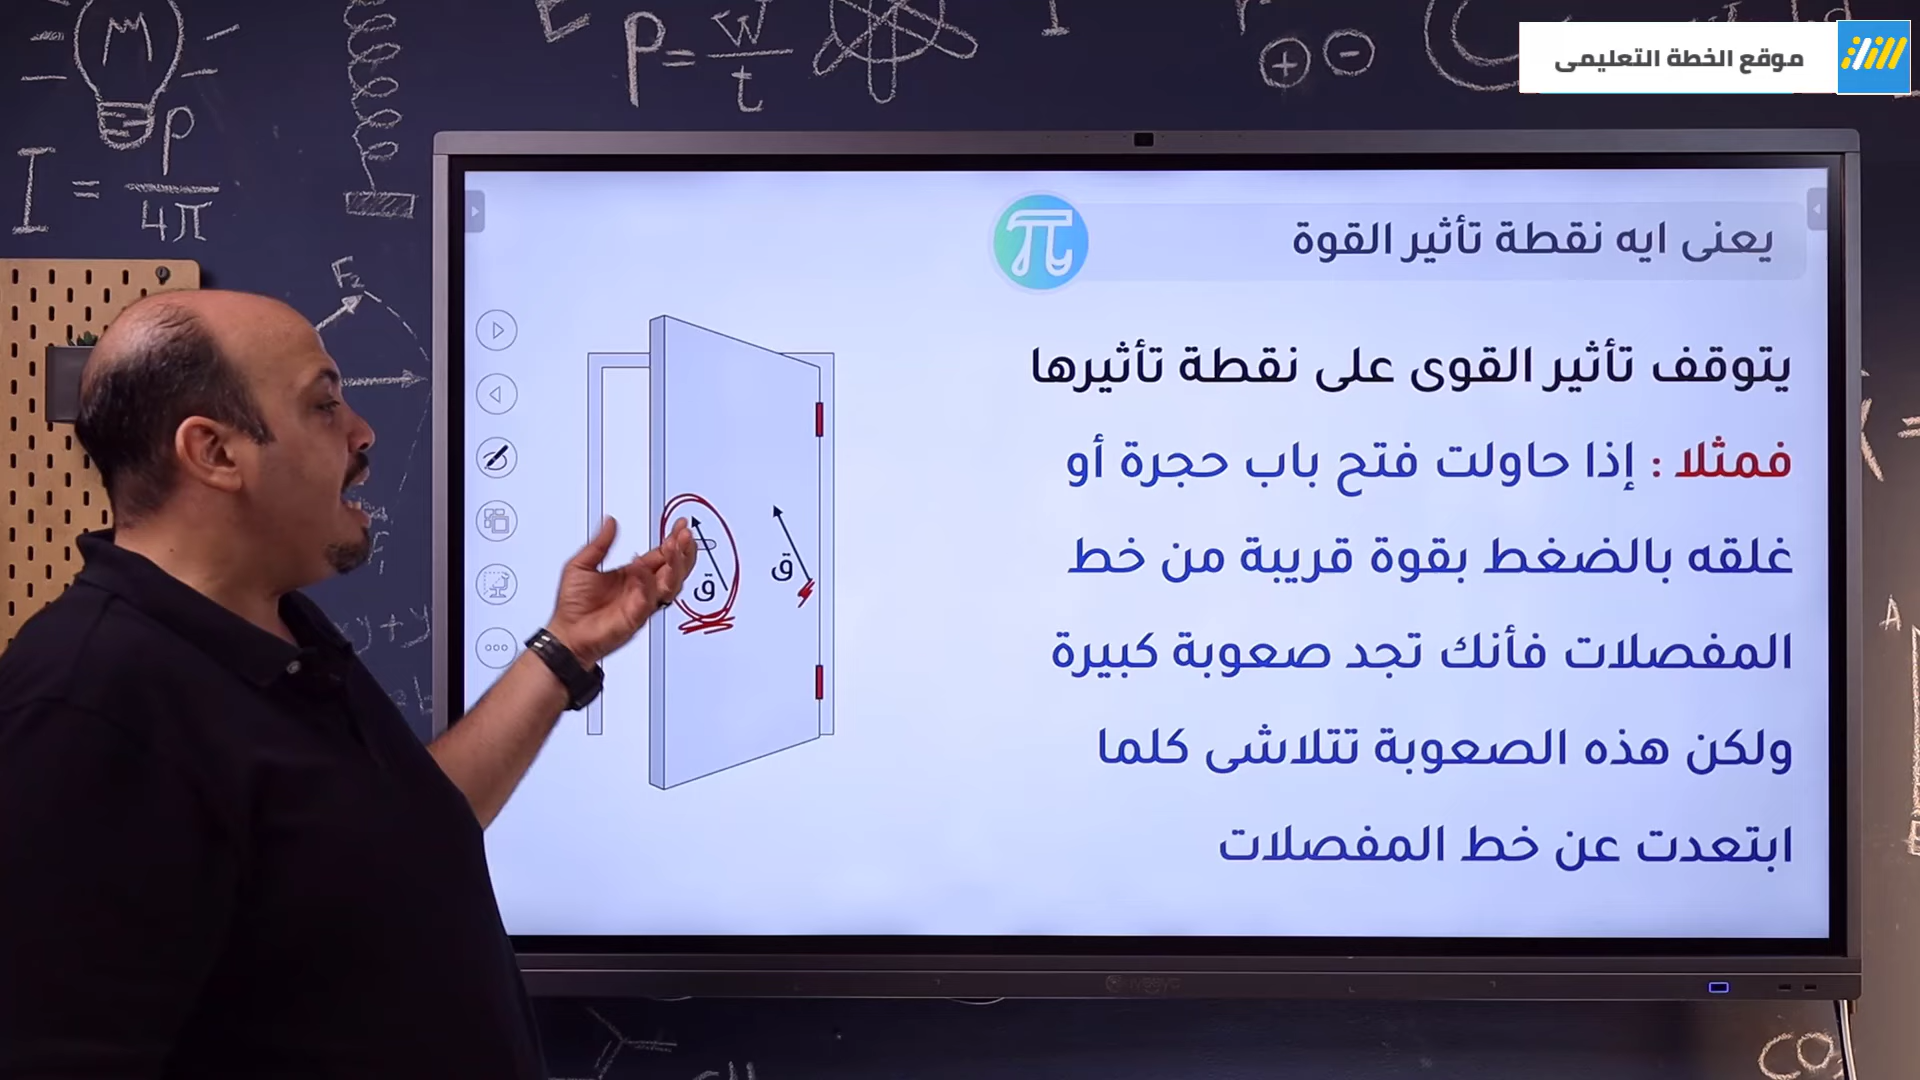 موقع الخطة التعليمى
P = W / t
I = P / 4π
F₂
يعنى ايه نقطة تأثير القوة
يتوقف تأثير القوى على نقطة تأثيرها
فمثلا : إذا حاولت فتح باب حجرة أو
غلقه بالضغط بقوة قريبة من خط
المفصلات فأنك تجد صعوبة كبيرة
ولكن هذه الصعوبة تتلاشى كلما
ابتعدت عن خط المفصلات
ق
ق
A